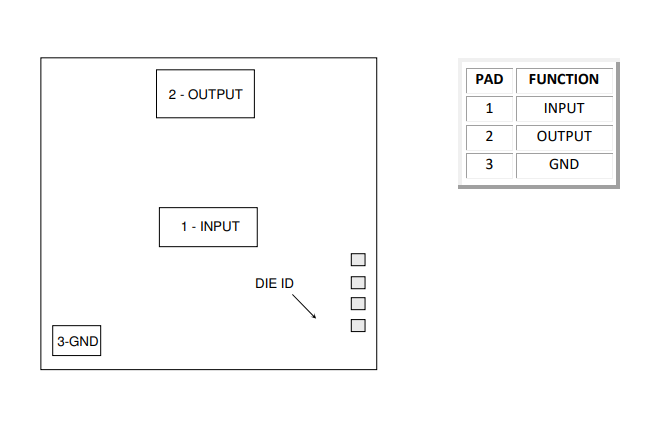 2 - OUTPUT
1 - INPUT
DIE ID
3-GND
PAD FUNCTION
1 INPUT
2 OUTPUT
3 GND